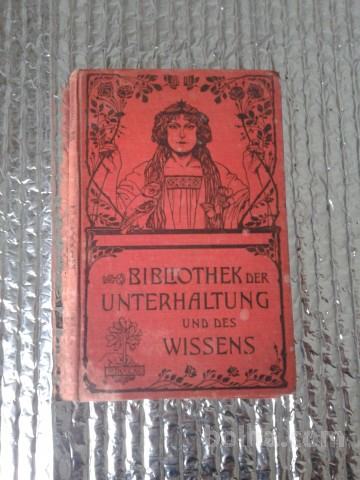 BIBLIOTHEK DER
UNTERHALTUNG
UND DES
WISSENS